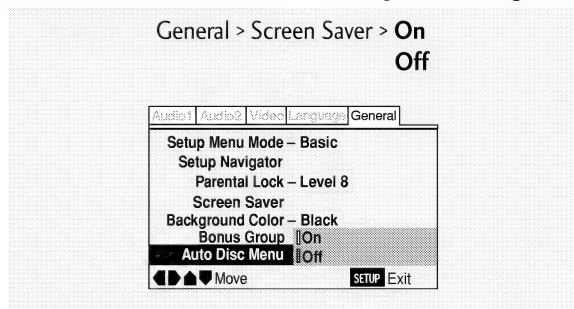 General > Screen Saver > On
Off
Audio1 Audio2 Video Language General
Setup Menu Mode – Basic
Setup Navigator
Parental Lock – Level 8
Screen Saver
Background Color – Black
Bonus Group On
Auto Disc Menu Off
Move SETUP Exit